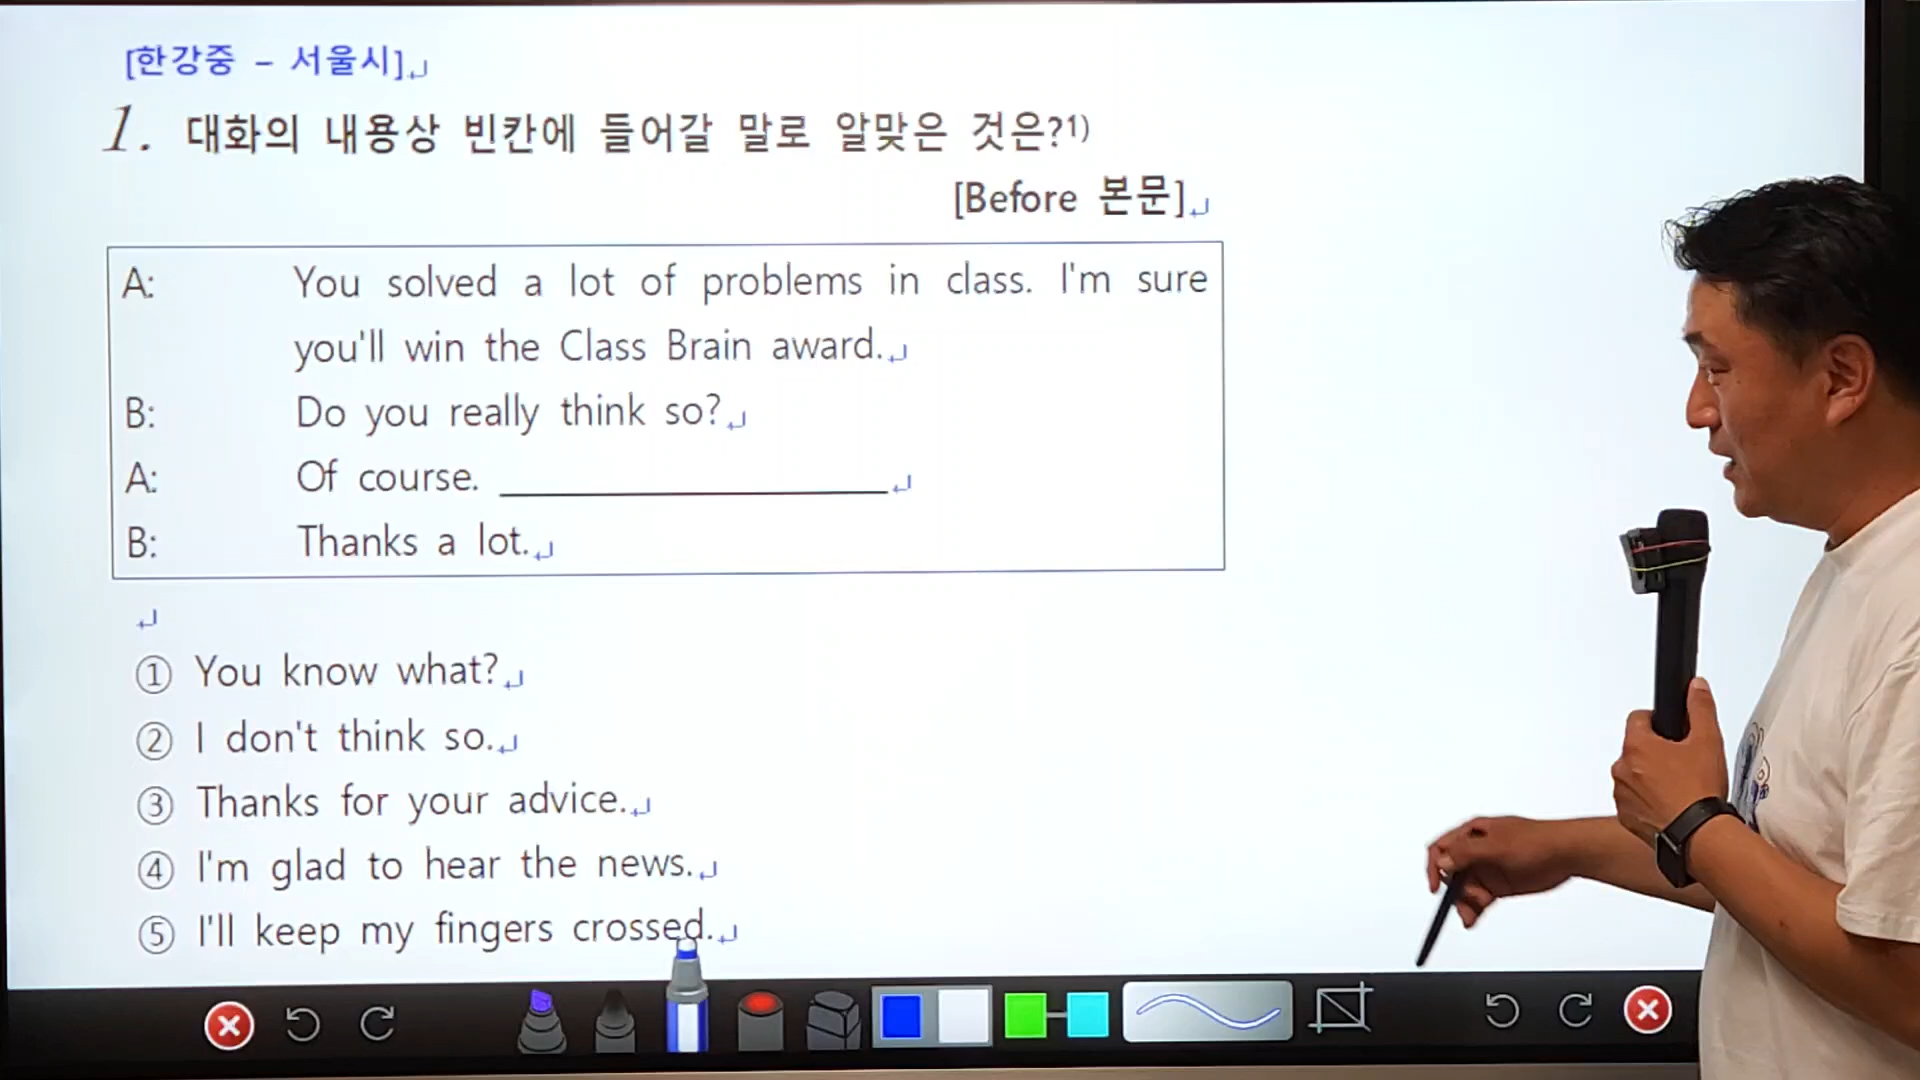 [한강중 – 서울시]
1. 대화의 내용상 빈칸에 들어갈 말로 알맞은 것은?1)
[Before 본문]
A: You solved a lot of problems in class. I'm sure
you'll win the Class Brain award.
B: Do you really think so?
A: Of course. ____________________
B: Thanks a lot.
① You know what?
② I don't think so.
③ Thanks for your advice.
④ I'm glad to hear the news.
⑤ I'll keep my fingers crossed.